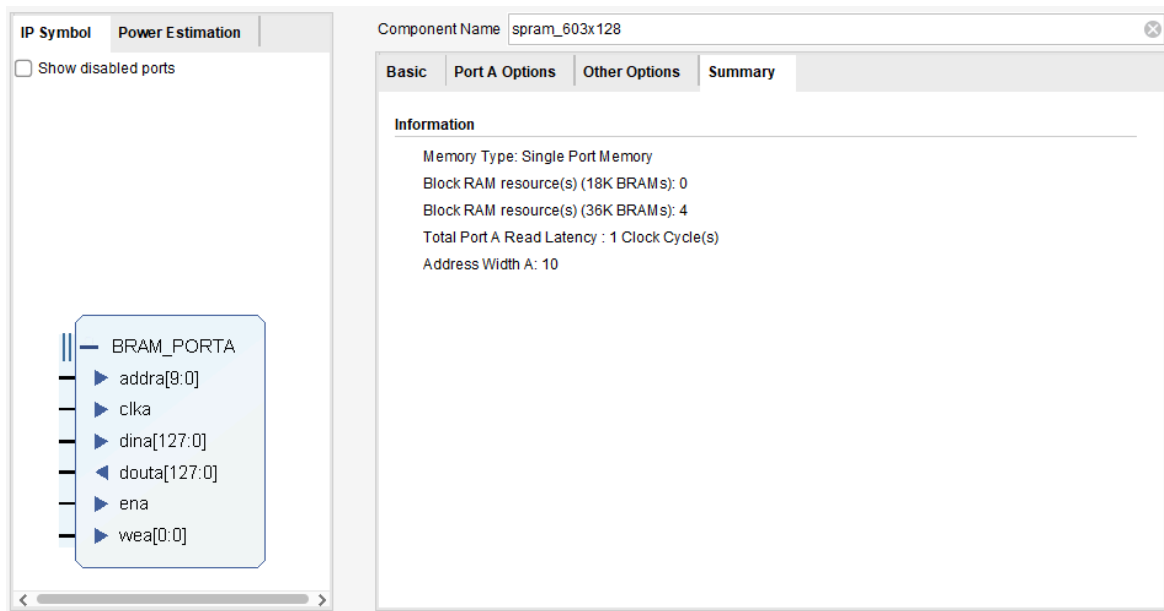 IP Symbol
Power Estimation
Show disabled ports
BRAM_PORTA
addra[9:0]
clka
dina[127:0]
douta[127:0]
ena
wea[0:0]
Component Name spram_603x128
Basic
Port A Options
Other Options
Summary
Information
Memory Type: Single Port Memory
Block RAM resource(s) (18K BRAMs): 0
Block RAM resource(s) (36K BRAMs): 4
Total Port A Read Latency : 1 Clock Cycle(s)
Address Width A: 10